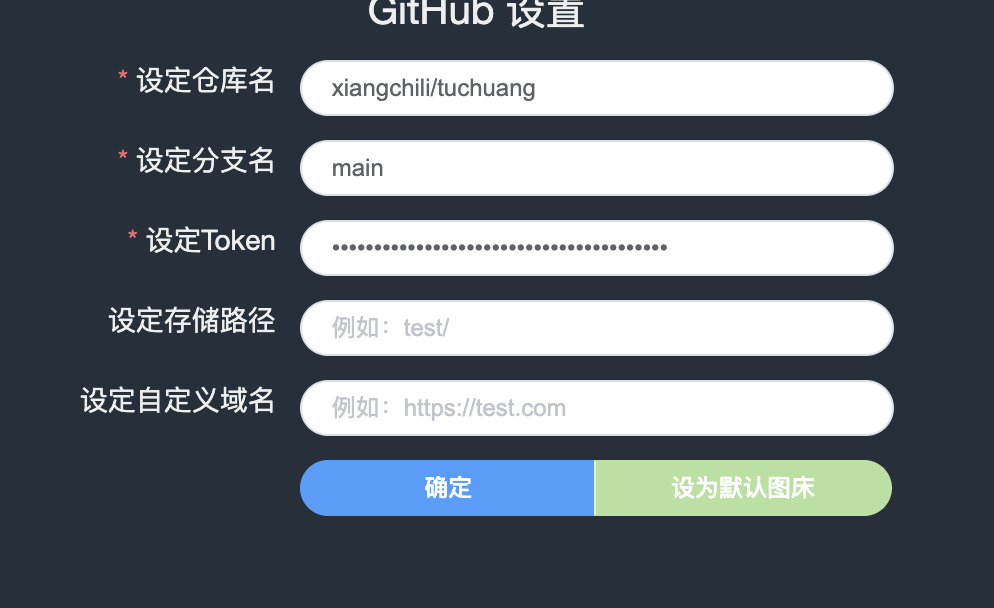 GitHub 设置
* 设定仓库名 xiangchili/tuchuang
* 设定分支名 main
* 设定Token ••••••••••••••••••••••••••••••••••••••••
设定存储路径 例如：test/
设定自定义域名 例如：https://test.com
确定 设为默认图床